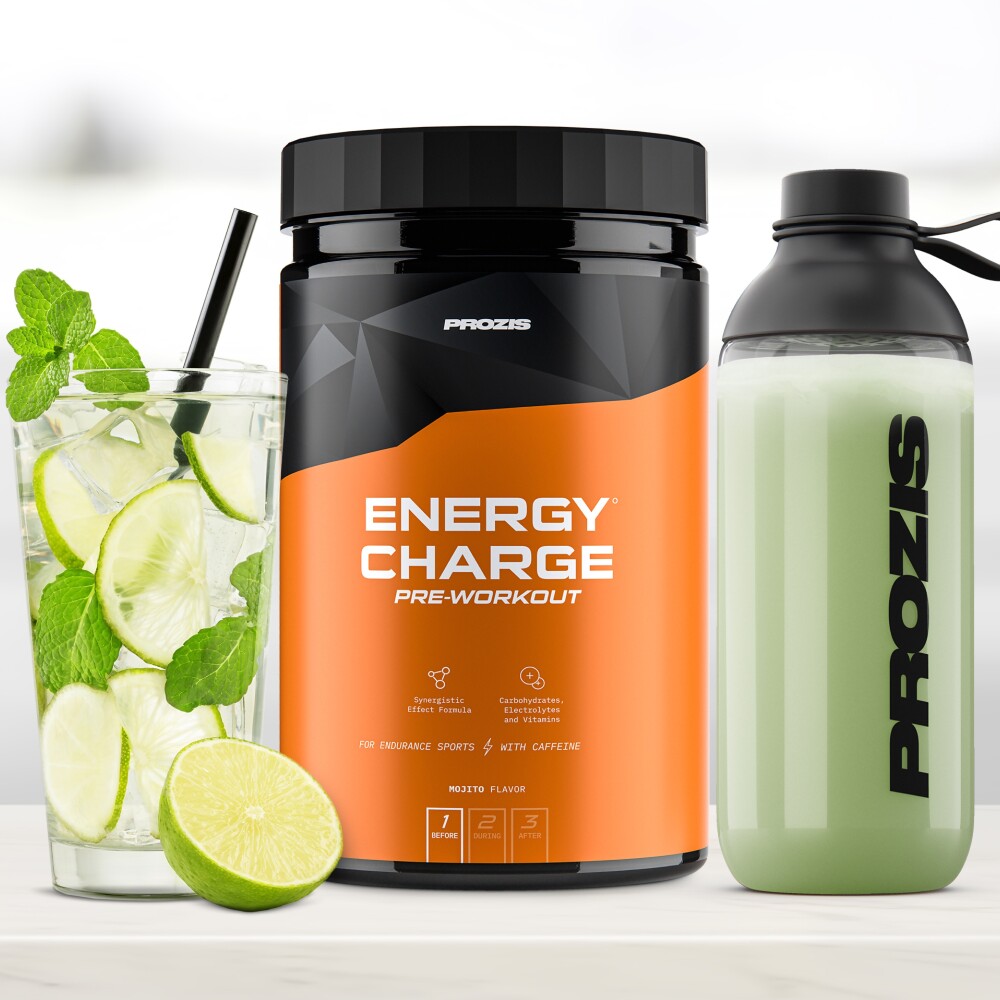 PROZIS
ENERGY°
CHARGE
PRE-WORKOUT
Synergistic
Effect Formula
Carbohydrates,
Electrolytes
and Vitamins
FOR ENDURANCE SPORTS WITH CAFFEINE
MOJITO FLAVOR
1
BEFORE
2
DURING
3
AFTER
PROZIS